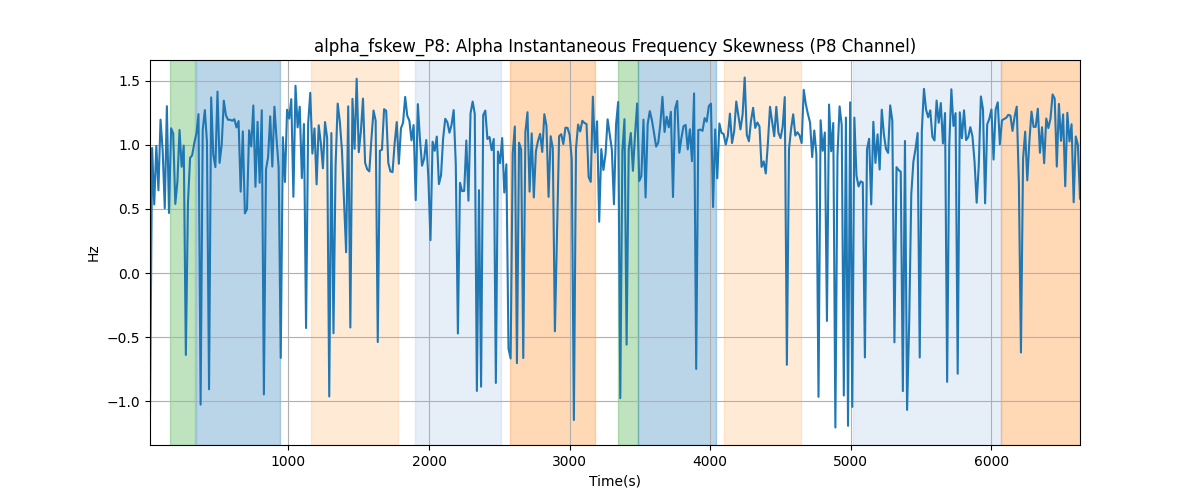 alpha_fskew_P8: Alpha Instantaneous Frequency Skewness (P8 Channel)
1.5
1.0
0.5
0.0
−0.5
−1.0
Hz
1000 2000 3000 4000 5000 6000
Time(s)